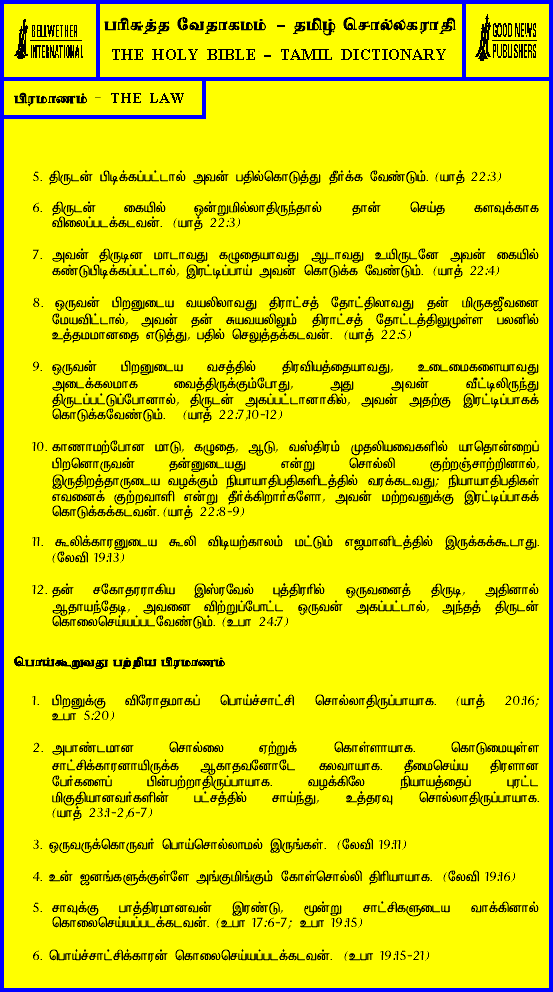 BELLWETHER
INTERNATIONAL
பரிசுத்த வேதாகமம் - தமிழ் சொல்லகராதி
THE HOLY BIBLE - TAMIL DICTIONARY
GOOD NEWS
PUBLISHERS
பிரமாணம் - THE LAW
5. திருடன் பிடிக்கப்பட்டால் அவன் பதில்கொடுத்து தீர்க்க வேண்டும். (யாத் 22:3)
6. திருடன் கையில் ஒன்றுமில்லாதிருந்தால் தான் செய்த களவுக்காக
விலைப்படக்கடவன். (யாத் 22:3)
7. அவன் திருடின மாடாவது கழுதையாவது ஆடாவது உயிருடனே அவன் கையில்
கண்டுபிடிக்கப்பட்டால், இரட்டிப்பாய் அவன் கொடுக்க வேண்டும். (யாத் 22:4)
8. ஒருவன் பிறனுடைய வயலிலாவது திராட்சத் தோட்திலாவது தன் மிருகஜீவனை
மேயவிட்டால், அவன் தன் சுயவயலிலும் திராட்சத் தோட்டத்திலுமுள்ள பலனில்
உத்தமமானதை எடுத்து, பதில் செலுத்தக்கடவன். (யாத் 22:5)
9. ஒருவன் பிறனுடைய வசத்தில் திரவியத்தையாவது, உடைமைகளையாவது
அடைக்கலமாக வைத்திருக்கும்போது, அது அவன் வீட்டிலிருந்து
திருடப்பட்டுப்போனால், திருடன் அகப்பட்டானாகில், அவன் அதற்கு இரட்டிப்பாகக்
கொடுக்கவேண்டும். (யாத் 22:7,10-12)
10. காணாமற்போன மாடு, கழுதை, ஆடு, வஸ்திரம் முதலியவைகளில் யாதொன்றைப்
பிறனொருவன் தன்னுடையது என்று சொல்லி குற்றஞ்சாற்றினால்,
இருதிறத்தாருடைய வழக்கும் நியாயாதிபதிகளிடத்தில் வரக்கடவது; நியாயாதிபதிகள்
எவனைக் குற்றவாளி என்று தீர்க்கிறார்களோ, அவன் மற்றவனுக்கு இரட்டிப்பாகக்
கொடுக்கக்கடவன். (யாத் 22:8-9)
11. கூலிக்காரனுடைய கூலி விடியற்காலம் மட்டும் எஜமானிடத்தில் இருக்கக்கூடாது.
(லேவி 19:13)
12. தன் சகோதரராகிய இஸ்ரவேல் புத்திரரில் ஒருவனைத் திருடி, அதினால்
ஆதாயந்தேடி, அவனை விற்றுப்போட்ட ஒருவன் அகப்பட்டால், அந்தத் திருடன்
கொலைசெய்யப்படவேண்டும். (உபா 24:7)
பொய்கூறுவது பற்றிய பிரமாணம்
1. பிறனுக்கு விரோதமாகப் பொய்ச்சாட்சி சொல்லாதிருப்பாயாக. (யாத் 20:16;
உபா 5:20)
2. அபாண்டமான சொல்லை ஏற்றுக் கொள்ளாயாக. கொடுமையுள்ள
சாட்சிக்காரனாயிருக்க ஆகாதவனோடே கலவாயாக. தீமைசெய்ய திரளான
பேர்களைப் பின்பற்றாதிருப்பாயாக. வழக்கிலே நியாயத்தைப் புரட்ட
மிகுதியானவர்களின் பட்சத்தில் சாய்ந்து, உத்தரவு சொல்லாதிருப்பாயாக.
(யாத் 23:1-2,6-7)
3. ஒருவருக்கொருவர் பொய்சொல்லாமல் இருங்கள். (லேவி 19:11)
4. உன் ஜனங்களுக்குள்ளே அங்குமிங்கும் கோள்சொல்லி திரியாயாக. (லேவி 19:16)
5. சாவுக்கு பாத்திரமானவன் இரண்டு, மூன்று சாட்சிகளுடைய வாக்கினால்
கொலைசெய்யப்படக்கடவன். (உபா 17:6-7; உபா 19:15)
6. பொய்ச்சாட்சிக்காரன் கொலைசெய்யப்படக்கடவன். (உபா 19:15-21)